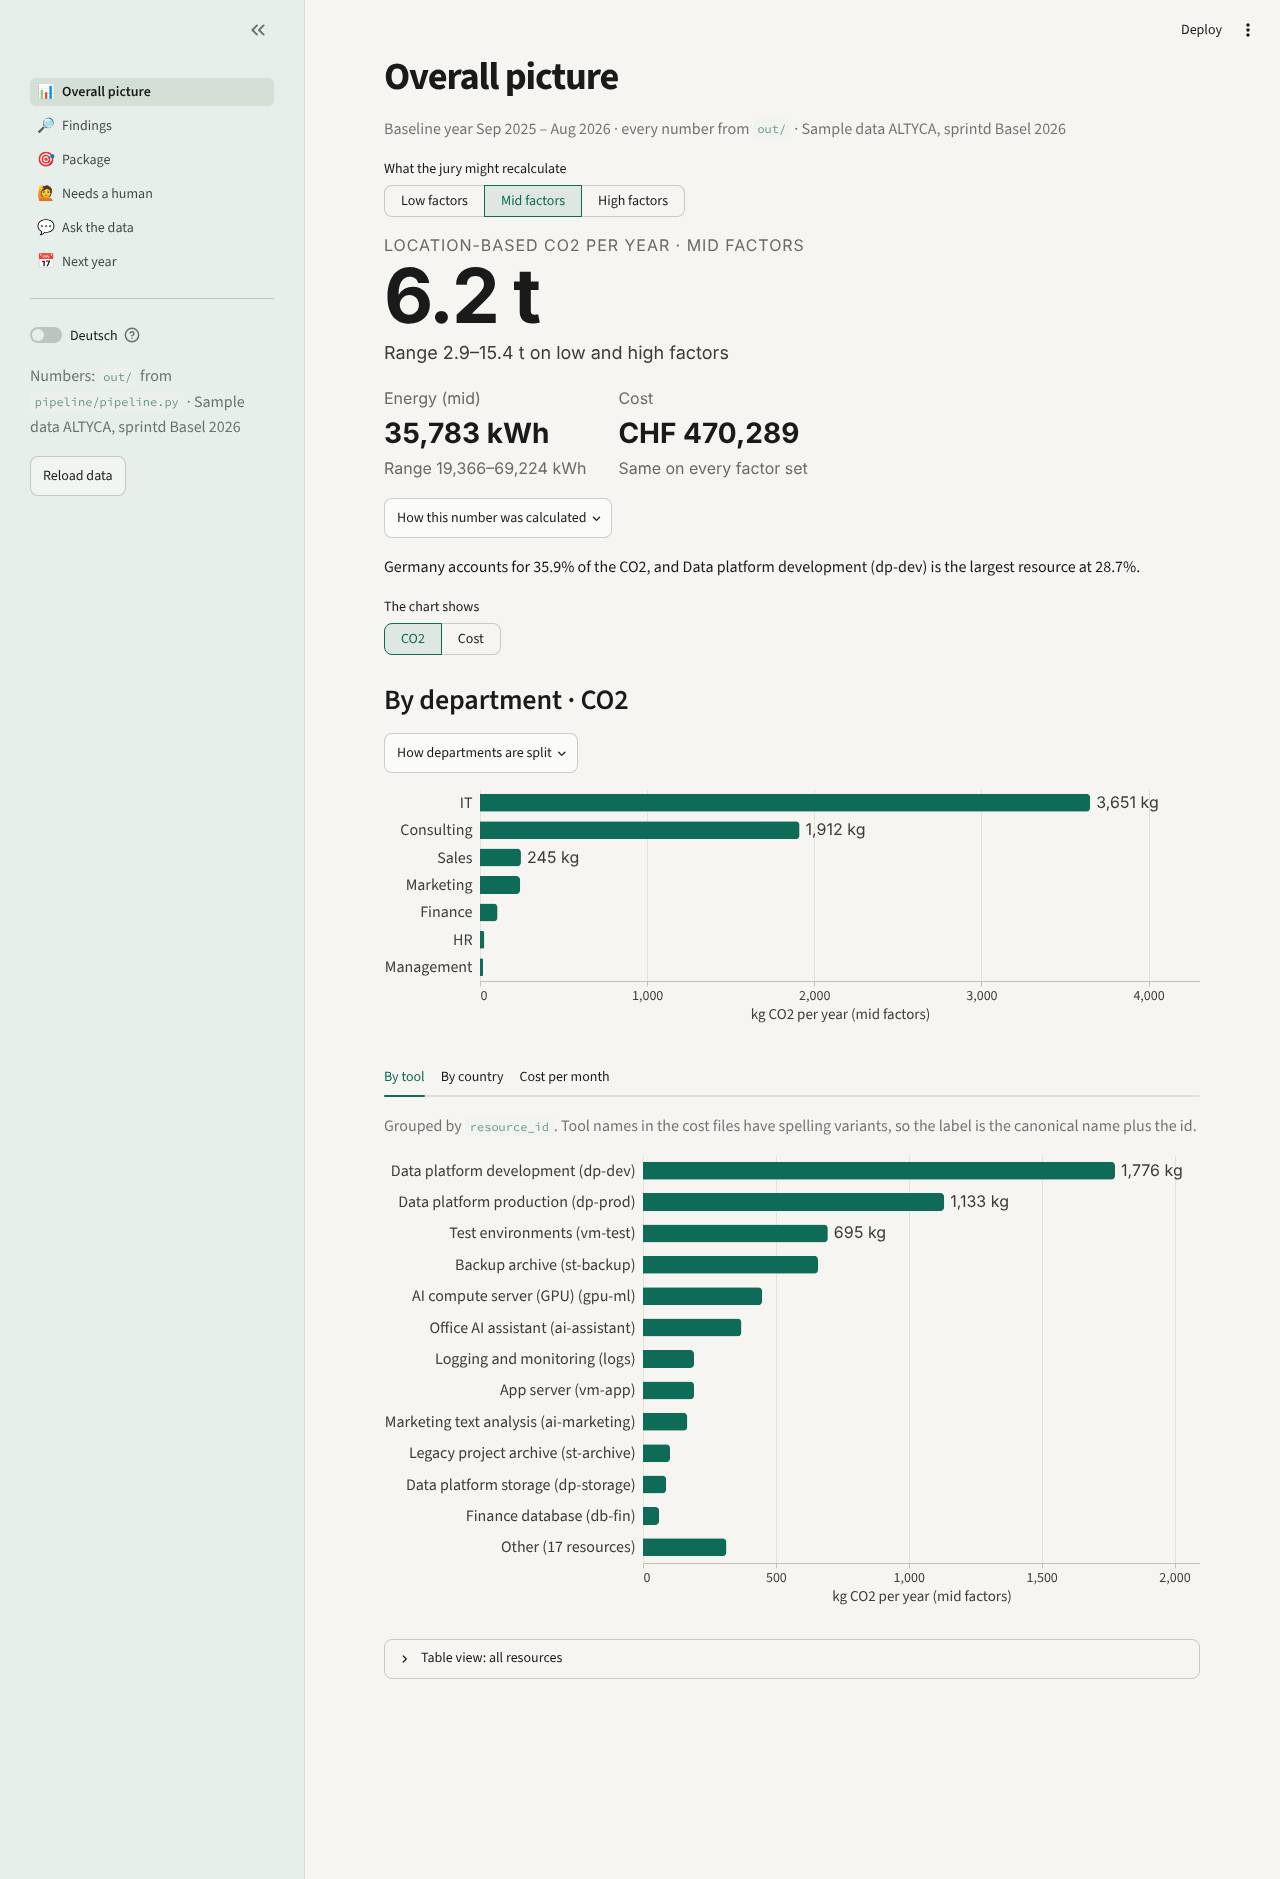 Deploy
Overall picture
Findings
Package
Needs a human
Ask the data
Next year
Deutsch
Numbers: out/ from
pipeline/pipeline.py · Sample
data ALTYCA, sprintd Basel 2026
Reload data
Overall picture
Baseline year Sep 2025 – Aug 2026 · every number from out/ · Sample data ALTYCA, sprintd Basel 2026
What the jury might recalculate
Low factors Mid factors High factors
LOCATION-BASED CO2 PER YEAR · MID FACTORS
6.2 t
Range 2.9–15.4 t on low and high factors
Energy (mid) Cost
35,783 kWh CHF 470,289
Range 19,366–69,224 kWh Same on every factor set
How this number was calculated
Germany accounts for 35.9% of the CO2, and Data platform development (dp-dev) is the largest resource at 28.7%.
The chart shows
CO2 Cost
By department · CO2
How departments are split
IT 3,651 kg
Consulting 1,912 kg
Sales 245 kg
Marketing
Finance
HR
Management
0 1,000 2,000 3,000 4,000
kg CO2 per year (mid factors)
By tool By country Cost per month
Grouped by resource_id. Tool names in the cost files have spelling variants, so the label is the canonical name plus the id.
Data platform development (dp-dev) 1,776 kg
Data platform production (dp-prod) 1,133 kg
Test environments (vm-test) 695 kg
Backup archive (st-backup)
AI compute server (GPU) (gpu-ml)
Office AI assistant (ai-assistant)
Logging and monitoring (logs)
App server (vm-app)
Marketing text analysis (ai-marketing)
Legacy project archive (st-archive)
Data platform storage (dp-storage)
Finance database (db-fin)
Other (17 resources)
0 500 1,000 1,500 2,000
kg CO2 per year (mid factors)
Table view: all resources